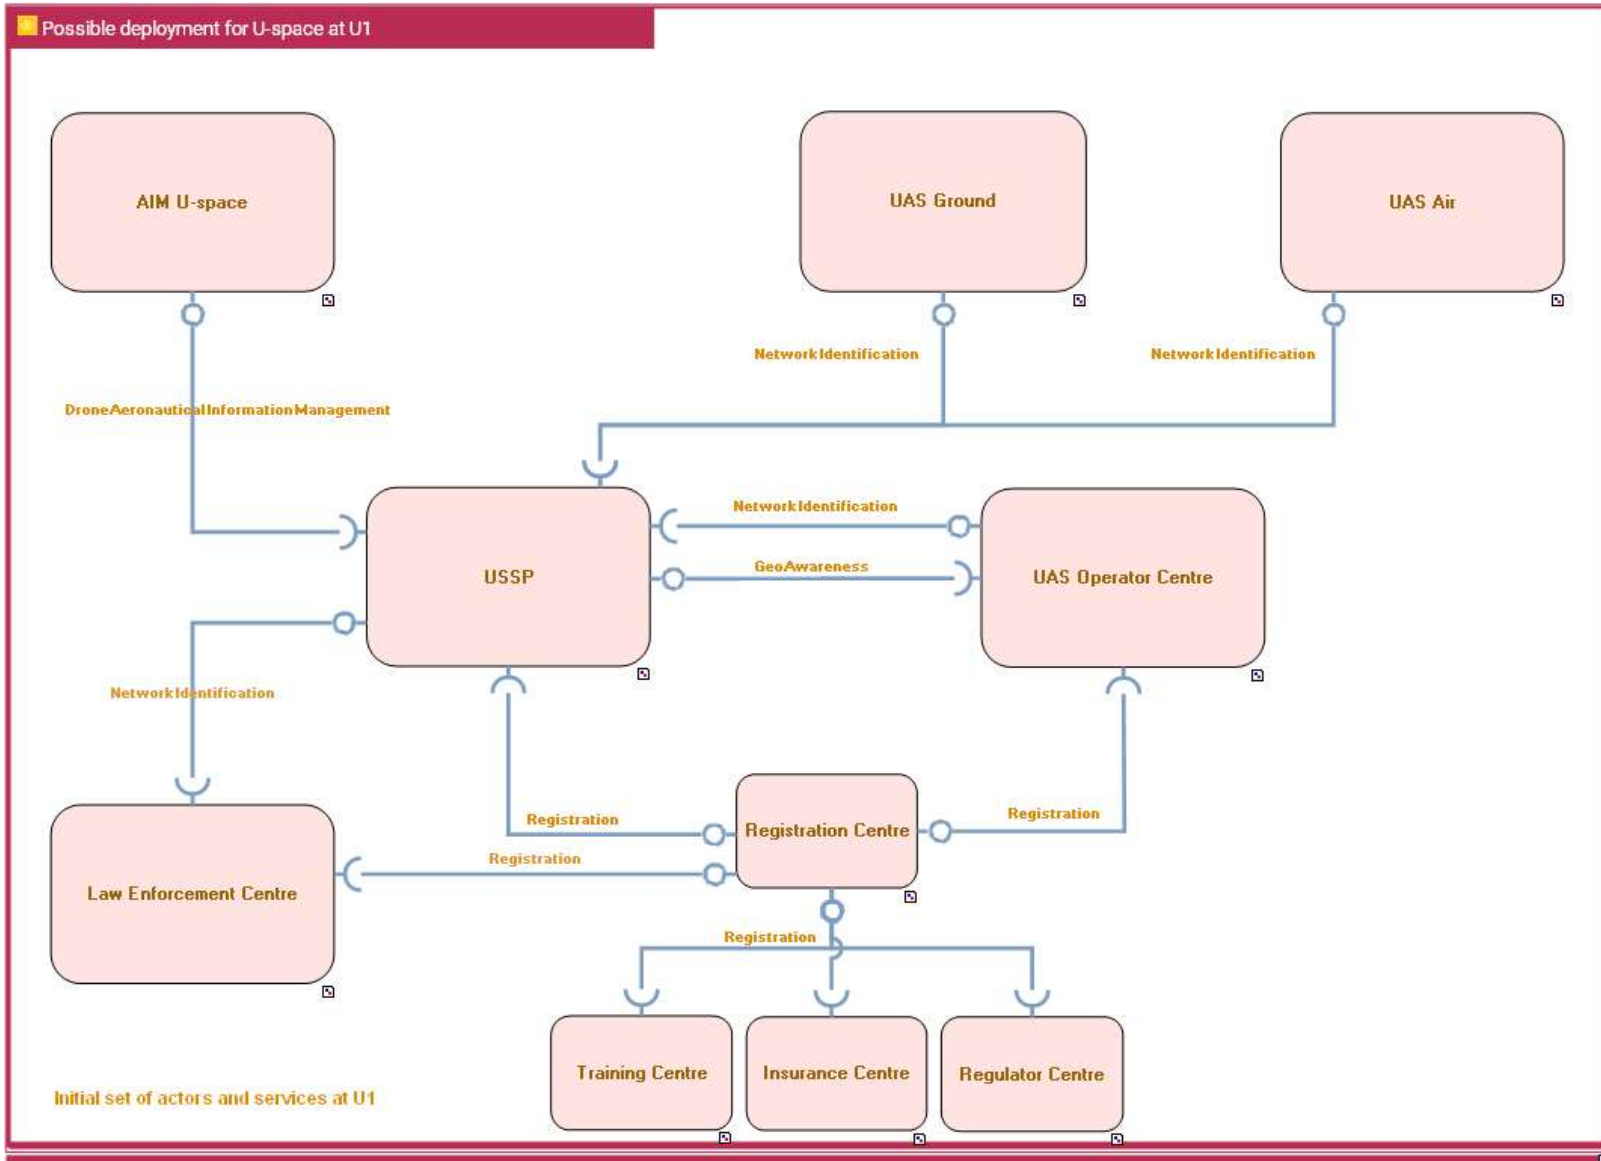 Possible deployment for U-space at U1
AIM U-space
UAS Ground
UAS Air
NetworkIdentification
NetworkIdentification
DroneAeronauticalInformationManagement
NetworkIdentification
GeoAwareness
USSP
UAS Operator Centre
NetworkIdentification
Registration
Registration
Registration Centre
Registration
Law Enforcement Centre
Registration
Training Centre
Insurance Centre
Regulator Centre
Initial set of actors and services at U1